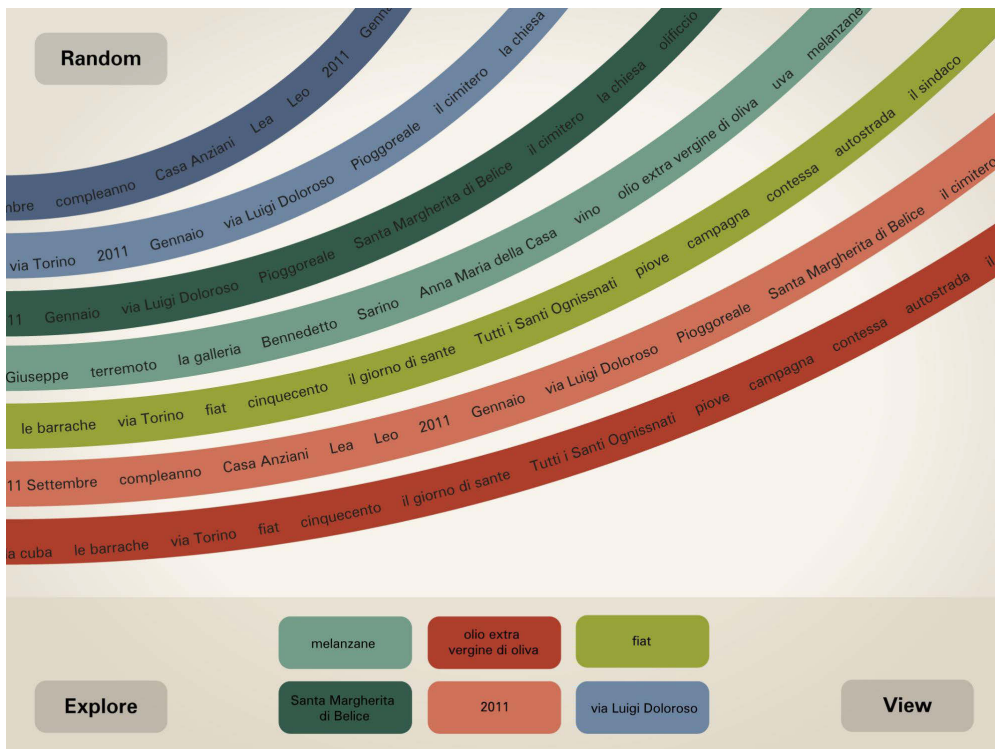 Random
mbre compleanno Casa Anziani Lea Leo 2011 Genn
via Torino 2011 Gennaio via Luigi Doloroso Pioggoreale il cimitero la chiesa
11 Gennaio via Luigi Doloroso Pioggoreale Santa Margherita di Belice il cimitero la chiesa olificcio
Giuseppe terremoto la galleria Bennedetto Sarino Anna Maria della Casa vino olio extra vergine di oliva uva melanzane
le barrache via Torino fiat cinquecento il giorno di sante Tutti i Santi Ognissnati piove campagna contessa autostrada il sindaco
11 Settembre compleanno Casa Anziani Lea Leo 2011 Gennaio via Luigi Doloroso Pioggoreale Santa Margherita di Belice il cimitero
a cuba le barrache via Torino fiat cinquecento il giorno di sante Tutti i Santi Ognissnati piove campagna contessa autostrada il
melanzane
olio extra
vergine di oliva
fiat
Explore
Santa Margherita
di Belice
2011
via Luigi Doloroso
View